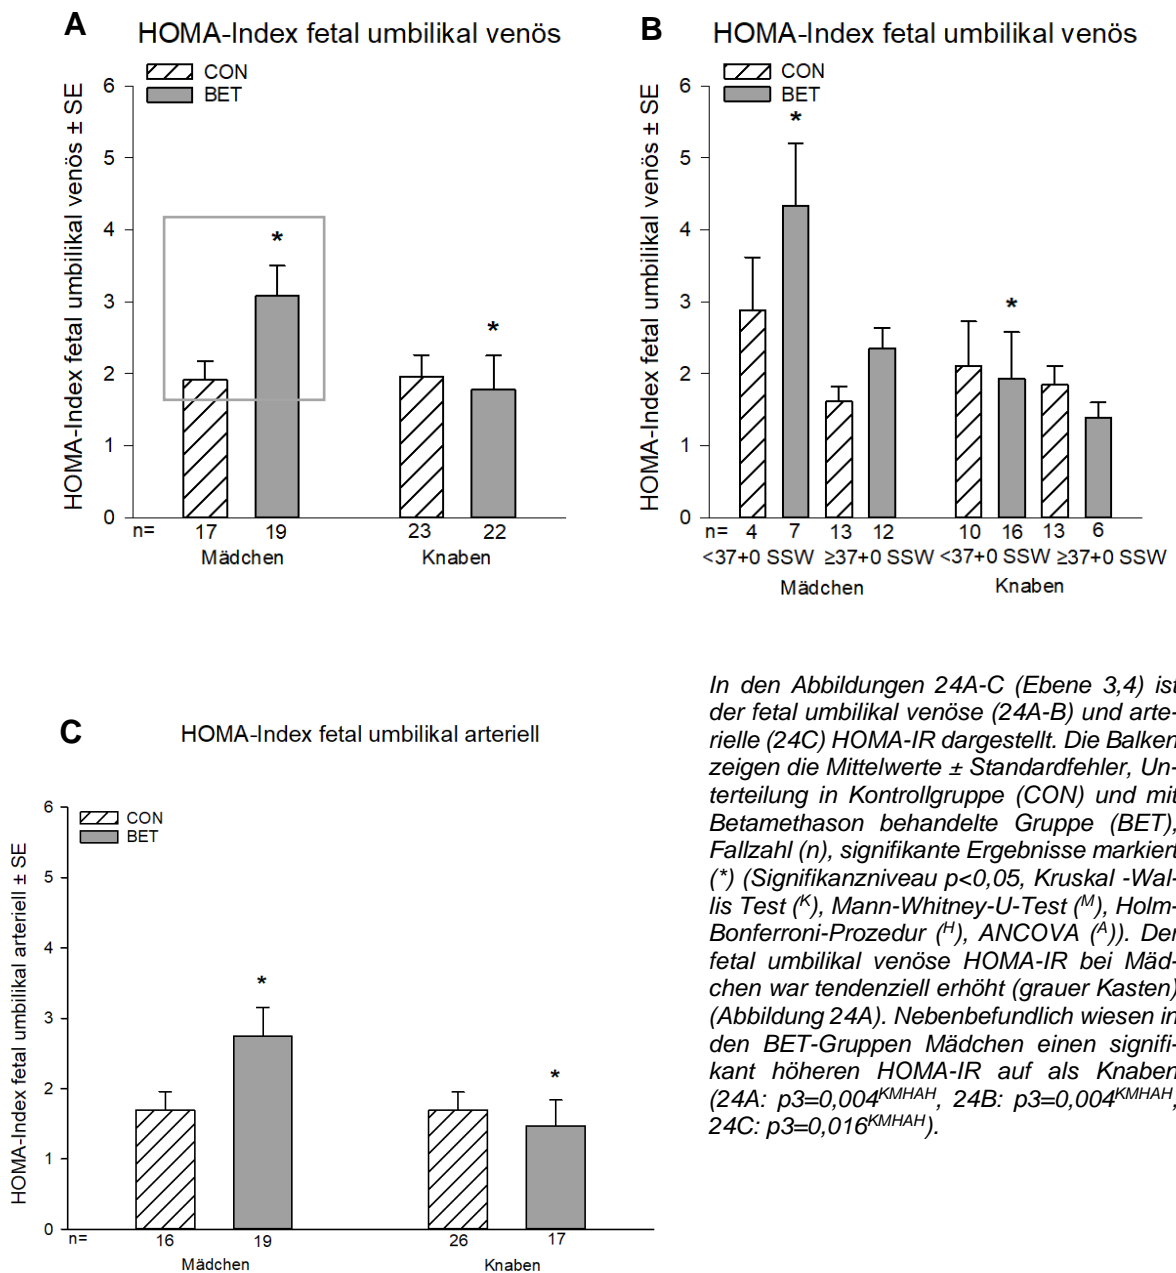 A
HOMA-Index fetal umbilikal venös
HOMA-Index fetal umbilikal venös ± SE
CON
BET
6
5
4
3
2
1
0
*
*
n= 17 19 23 22
Mädchen Knaben
B
HOMA-Index fetal umbilikal venös
HOMA-Index fetal umbilikal venös ± SE
CON
BET
6
5
4
3
2
1
0
*
*
n= 4 7 13 12 10 16 13 6
<37+0 SSW ≥37+0 SSW <37+0 SSW ≥37+0 SSW
Mädchen Knaben
C
HOMA-Index fetal umbilikal arteriell
HOMA-Index fetal umbilikal arteriell ± SE
CON
BET
6
5
4
3
2
1
0
*
*
n= 16 19 26 17
Mädchen Knaben
In den Abbildungen 24A-C (Ebene 3,4) ist
der fetal umbilikal venöse (24A-B) und arte-
rielle (24C) HOMA-IR dargestellt. Die Balken
zeigen die Mittelwerte ± Standardfehler, Un-
terteilung in Kontrollgruppe (CON) und mit
Betamethason behandelte Gruppe (BET),
Fallzahl (n), signifikante Ergebnisse markiert
(*) (Signifikanzniveau p<0,05, Kruskal -Wal-
lis Test (K), Mann-Whitney-U-Test (M), Holm-
Bonferroni-Prozedur (H), ANCOVA (A)). Der
fetal umbilikal venöse HOMA-IR bei Mäd-
chen war tendenziell erhöht (grauer Kasten)
(Abbildung 24A). Nebenbefundlich wiesen in
den BET-Gruppen Mädchen einen signifi-
kant höheren HOMA-IR auf als Knaben
(24A: p3=0,004KMHAH, 24B: p3=0,004KMHAH,
24C: p3=0,016KMHAH).